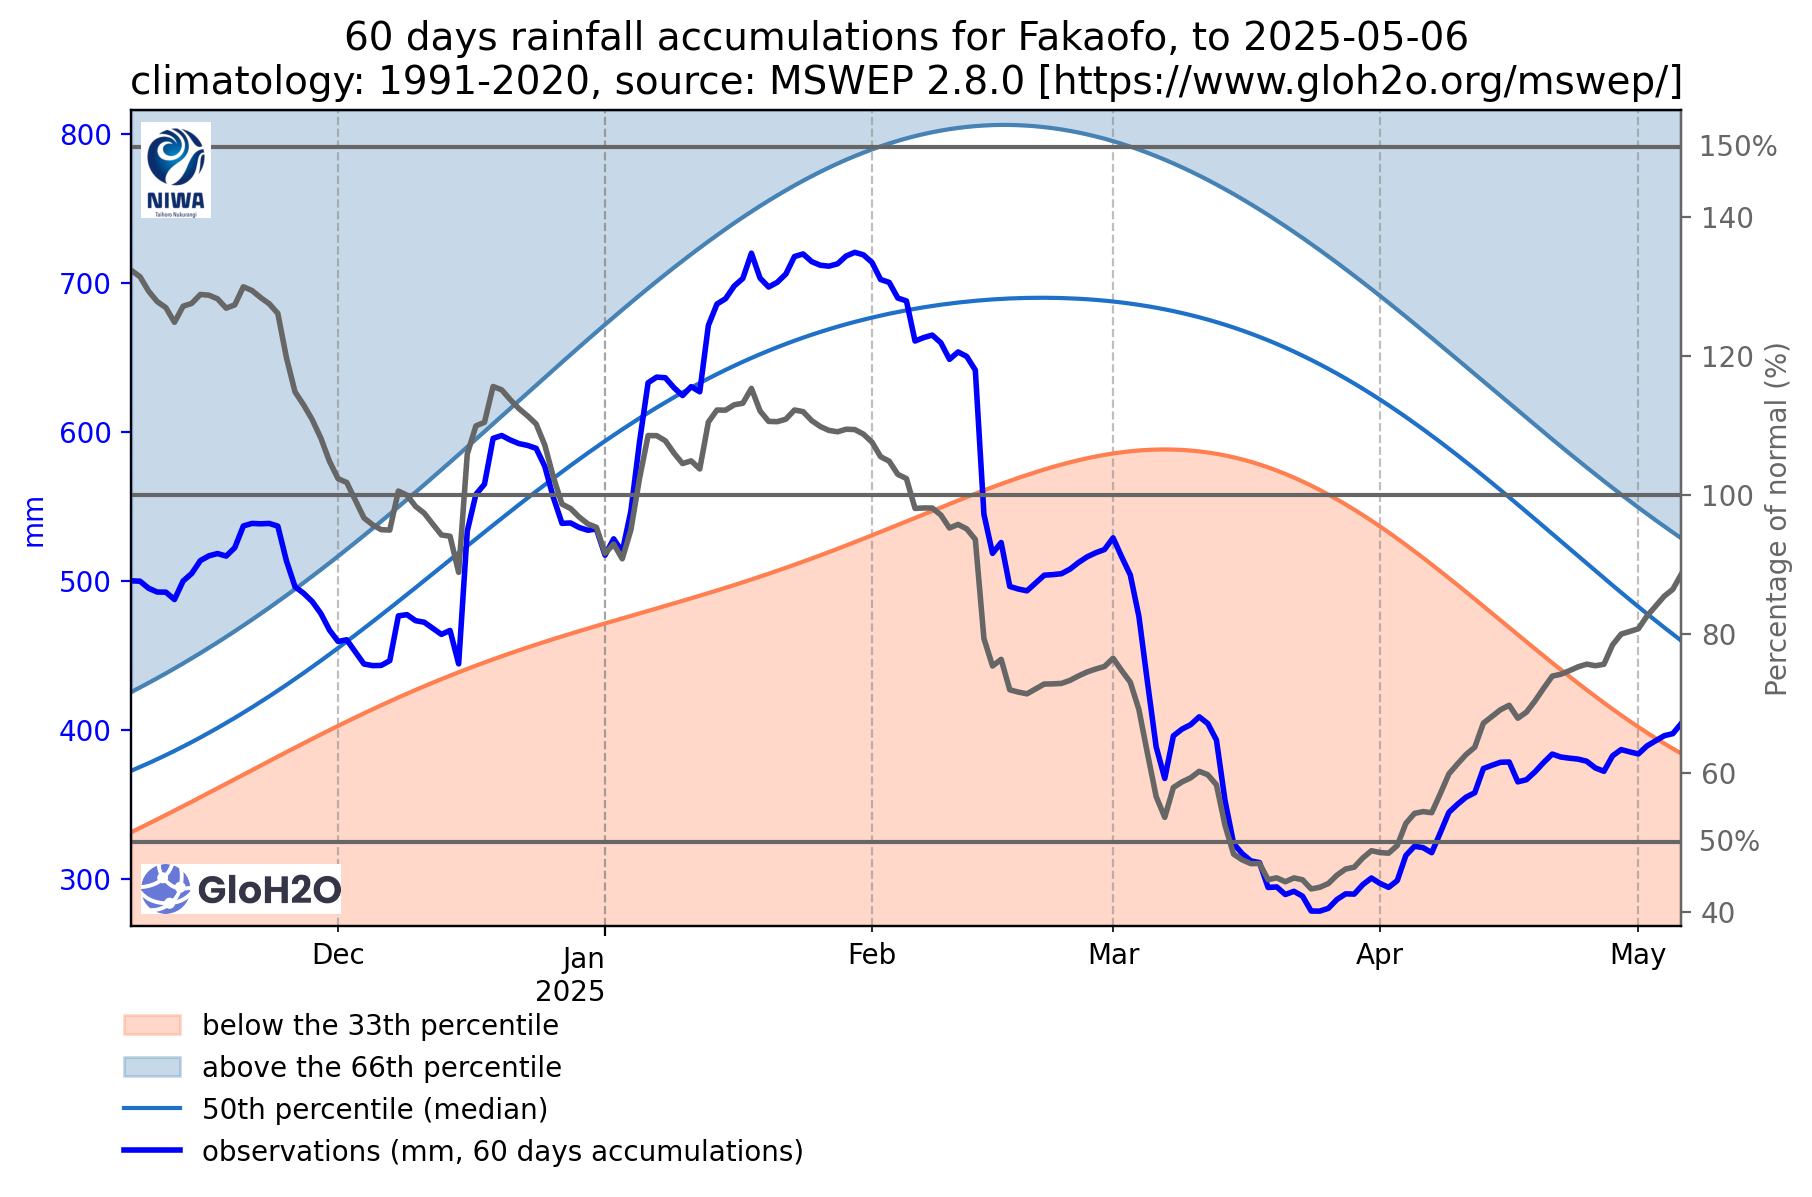 60 days rainfall accumulations for Fakaofo, to 2025-05-06
climatology: 1991-2020, source: MSWEP 2.8.0 [https://www.gloh2o.org/mswep/]
NIWA
Taihoro Nukurangi
800
700
600
500
400
300
mm
150%
140
120
100
80
60
50%
40
Percentage of normal (%)
GloH2O
Dec
Jan
2025
Feb
Mar
Apr
May
below the 33th percentile
above the 66th percentile
50th percentile (median)
observations (mm, 60 days accumulations)